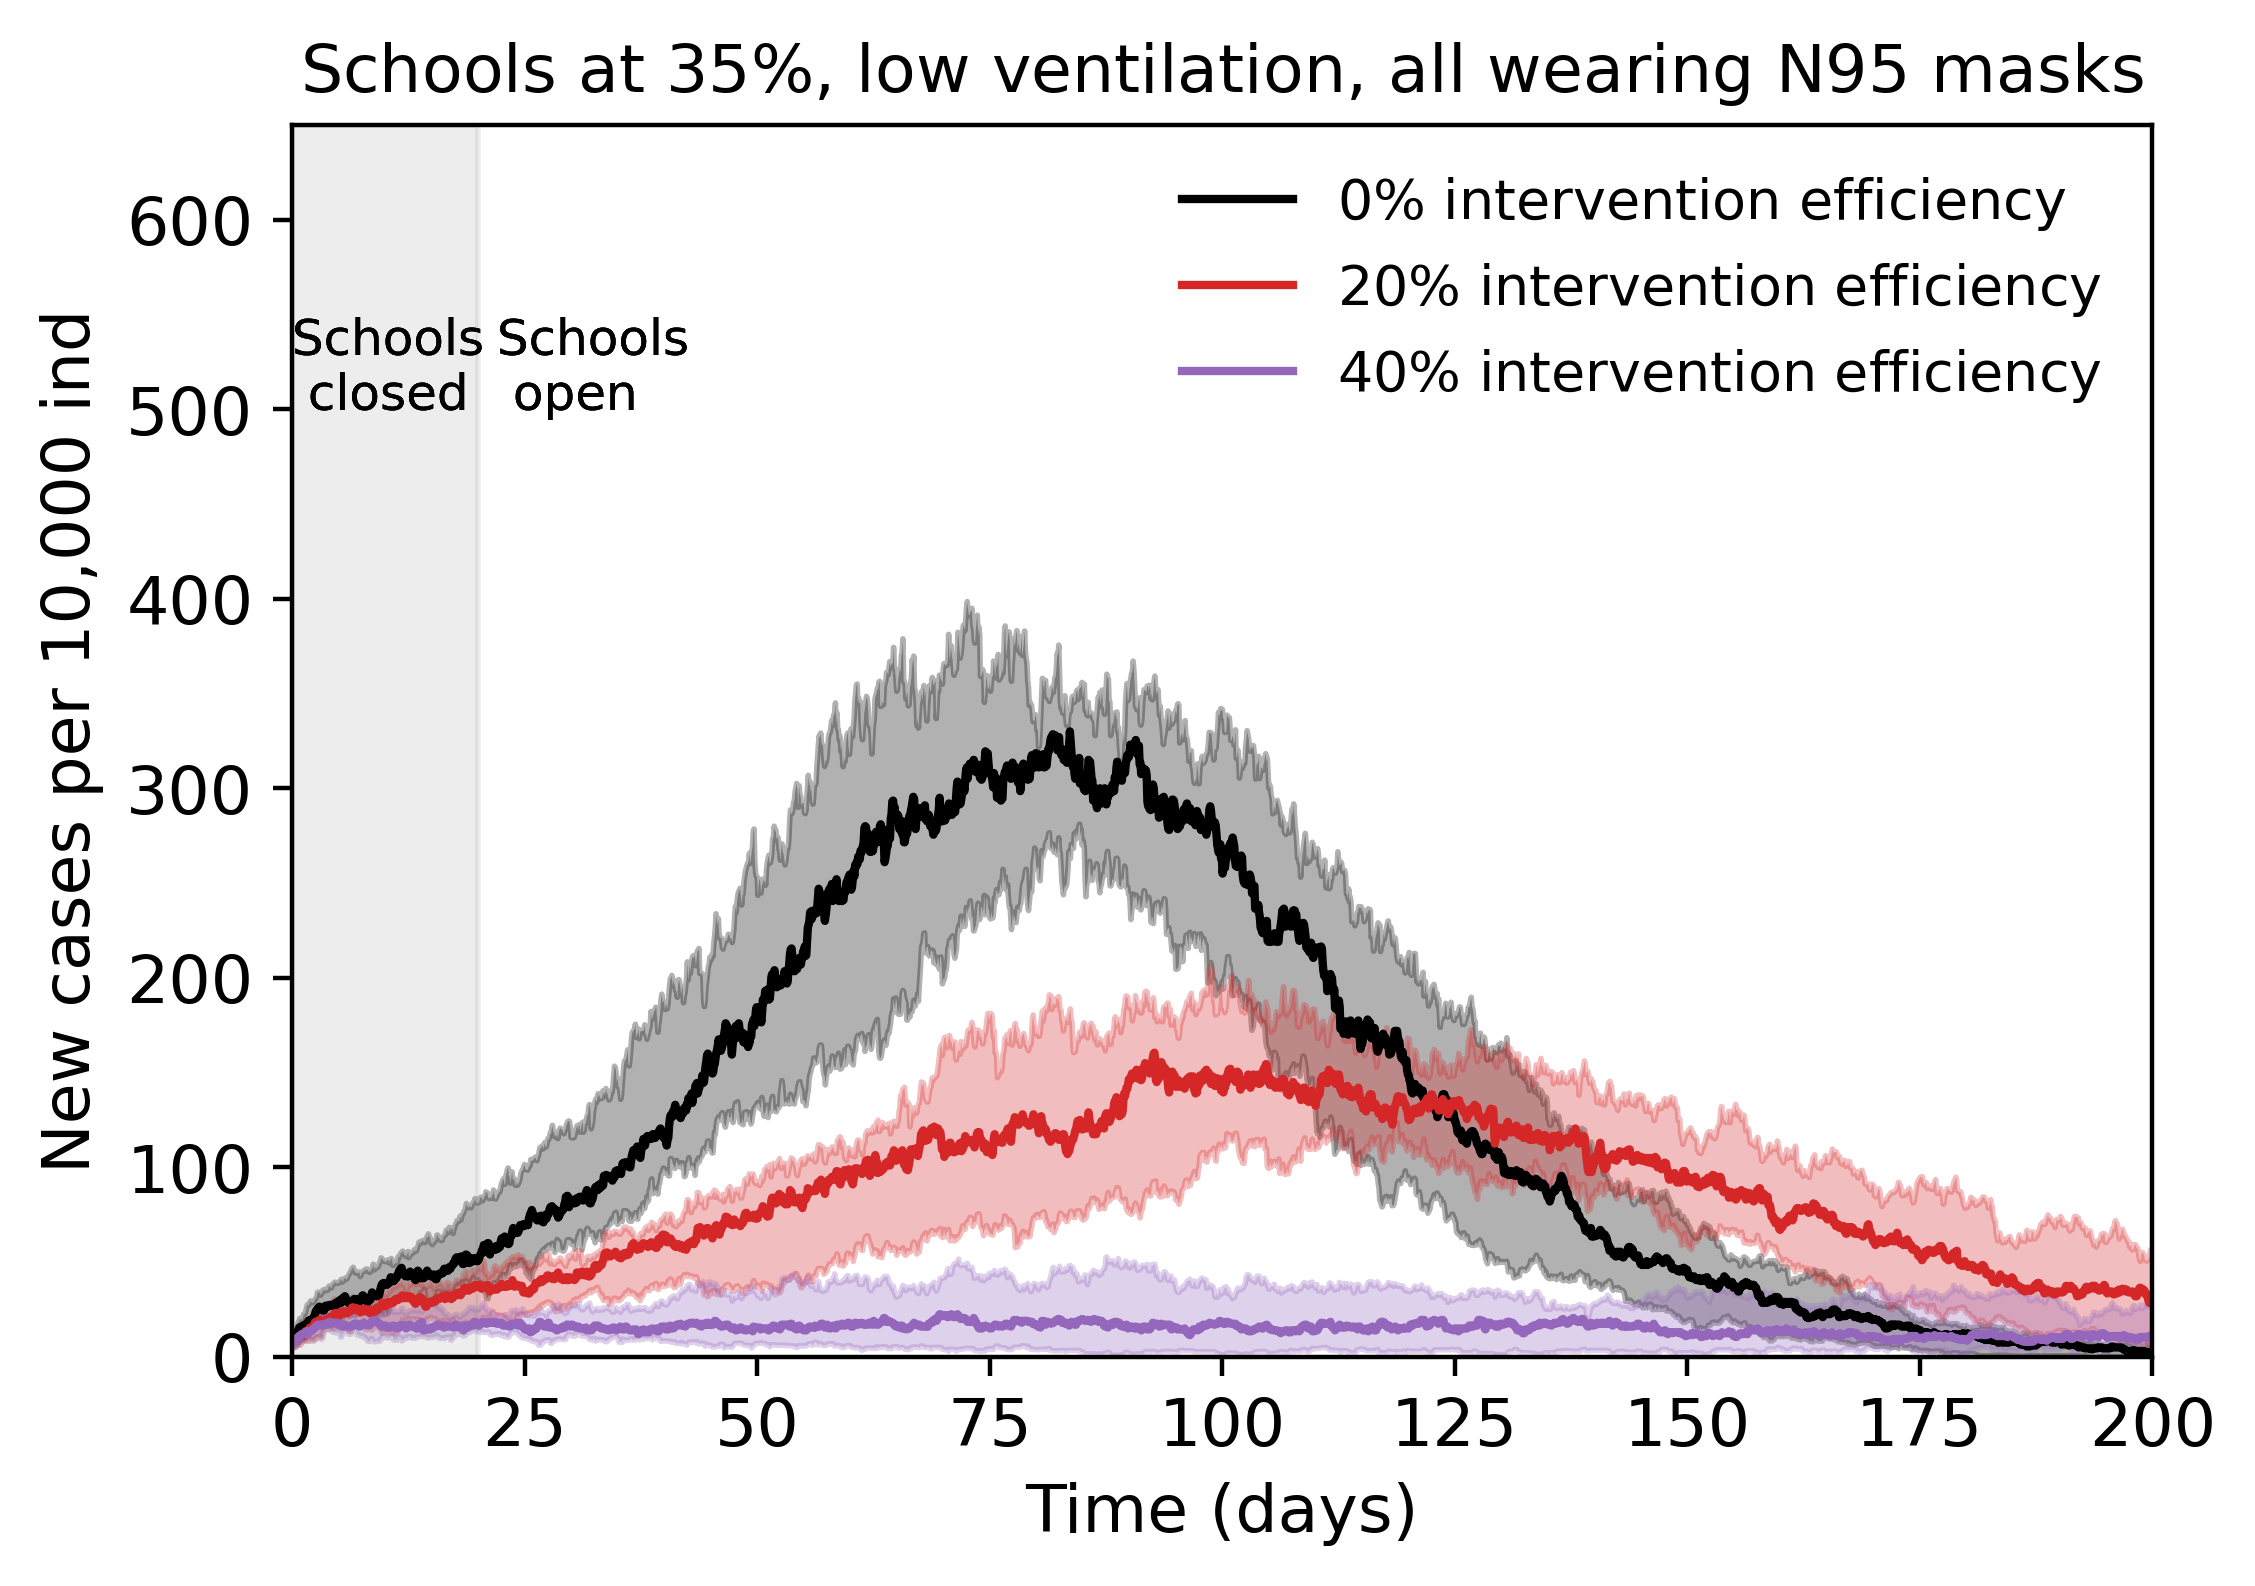 Schools at 35%, low ventilation, all wearing N95 masks
0% intervention efficiency
20% intervention efficiency
40% intervention efficiency
Schools closed
Schools open
New cases per 10,000 ind
600
500
400
300
200
100
0
0 25 50 75 100 125 150 175 200
Time (days)